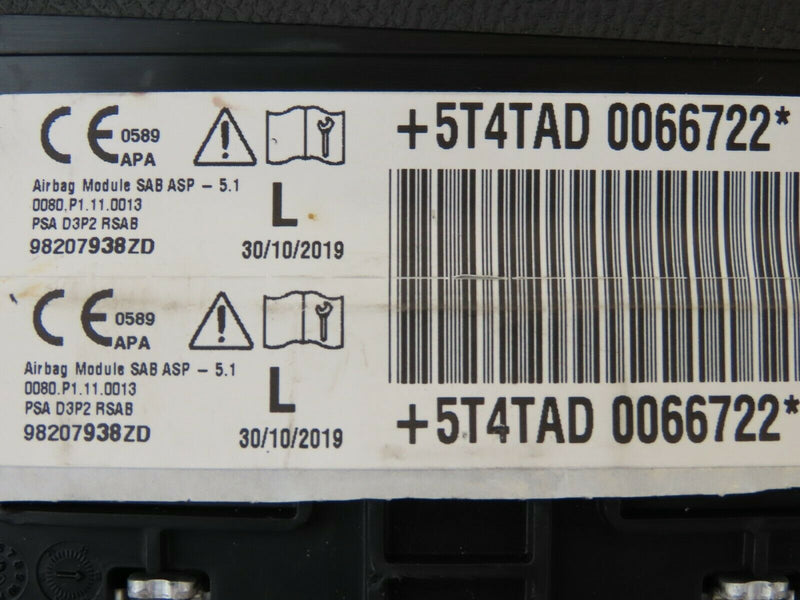 CE 0589
APA
Airbag Module SAB ASP - 5.1
0080.P1.11.0013
PSA D3P2 RSAB
98207938ZD
L
30/10/2019
+5T4TAD 0066722*
CE 0589
APA
Airbag Module SAB ASP - 5.1
0080.P1.11.0013
PSA D3P2 RSAB
98207938ZD
L
30/10/2019
+5T4TAD 0066722*